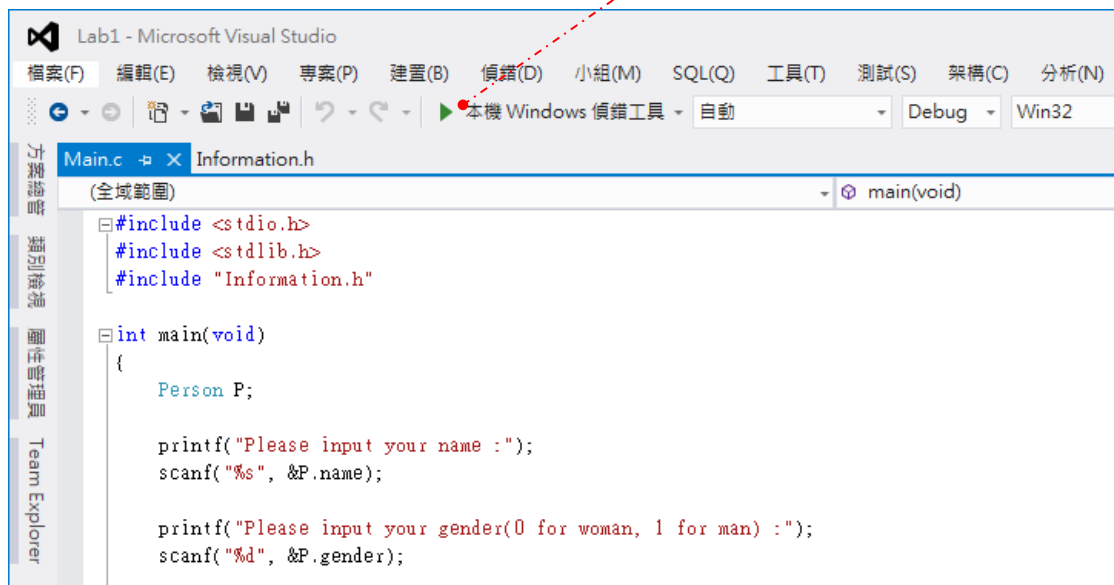 Lab1 - Microsoft Visual Studio
檔案(F) 編輯(E) 檢視(V) 專案(P) 建置(B) 偵錯(D) 小組(M) SQL(Q) 工具(T) 測試(S) 架構(C) 分析(N)
本機 Windows 偵錯工具 自動 Debug Win32
方案總管
類別檢視
屬性管理員
Team Explorer
Main.c Information.h
(全域範圍) main(void)
#include <stdio.h>
#include <stdlib.h>
#include "Information.h"
int main(void)
{
Person P;
printf("Please input your name :");
scanf("%s", &P.name);
printf("Please input your gender(0 for woman, 1 for man) :");
scanf("%d", &P.gender);